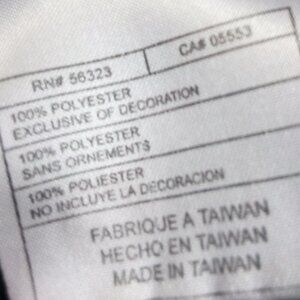 RN# 56323 CA# 05553
100% POLYESTER
EXCLUSIVE OF DECORATION
100% POLYESTER
SANS ORNEMENTS
100% POLIESTER
NO INCLUYE LA DECORACION
FABRIQUE A TAIWAN
HECHO EN TAIWAN
MADE IN TAIWAN